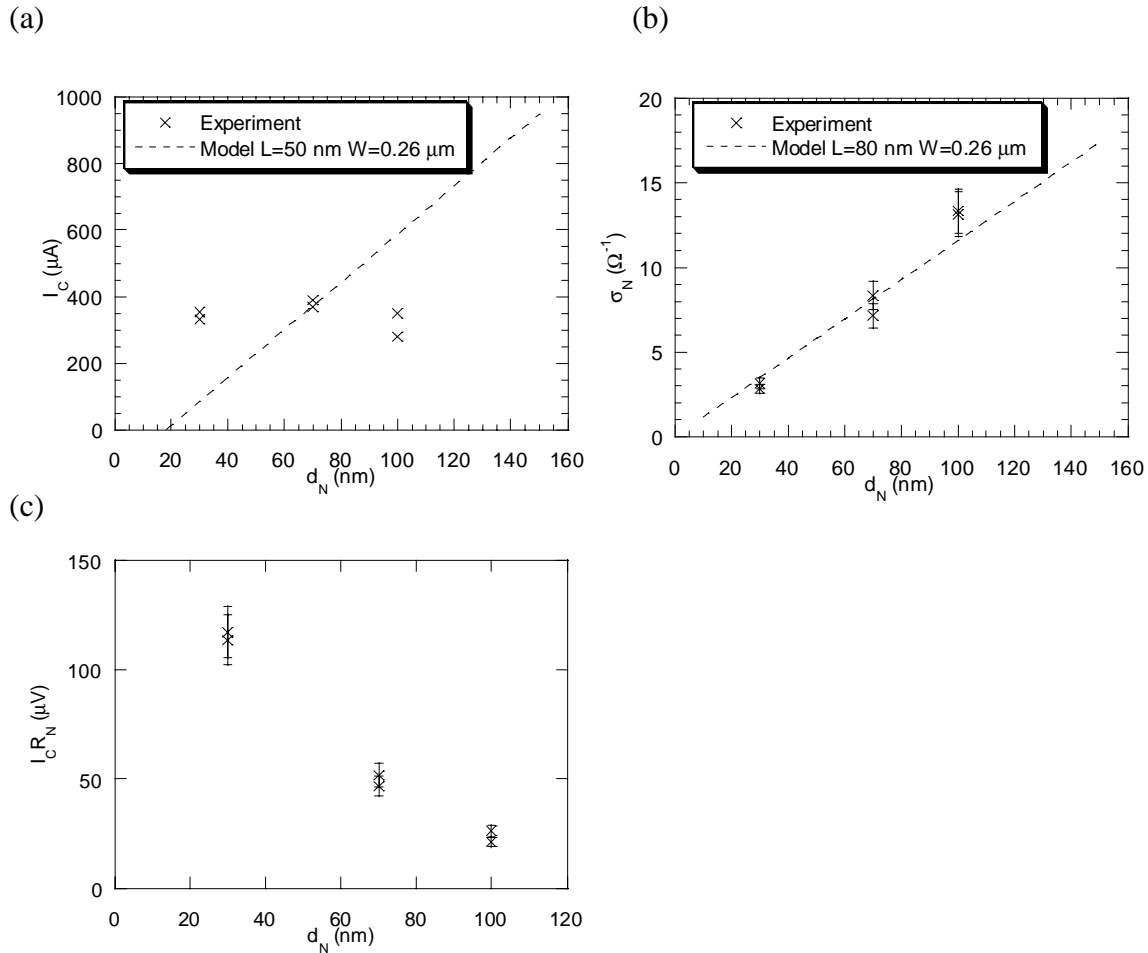 (a)
(b)
1000
800
600
400
200
0
I_C (μA)
Experiment
Model L=50 nm W=0.26 μm
0 20 40 60 80 100 120 140 160
d_N (nm)
20
15
10
5
0
σ_N (Ω⁻¹)
Experiment
Model L=80 nm W=0.26 μm
0 20 40 60 80 100 120 140 160
d_N (nm)
(c)
150
100
50
0
I_C R_N (μV)
0 20 40 60 80 100 120
d_N (nm)